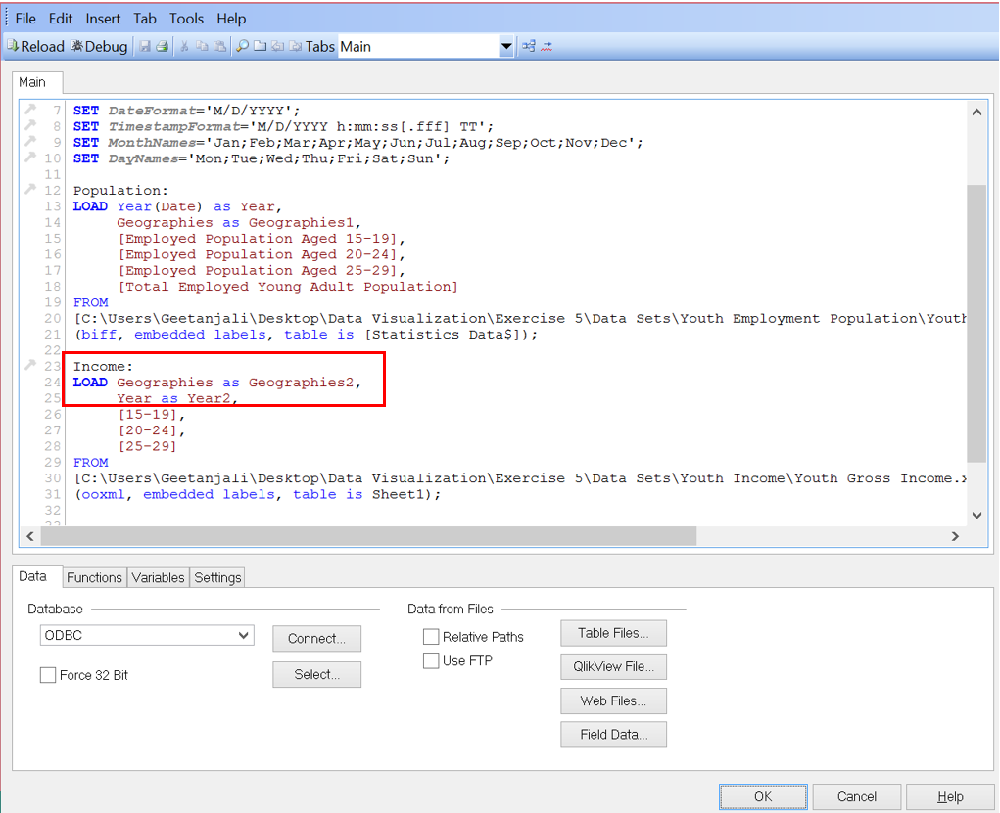 File Edit Insert Tab Tools Help
Reload Debug Tabs Main
Main
7 SET DateFormat='M/D/YYYY';
8 SET TimestampFormat='M/D/YYYY h:mm:ss[.fff] TT';
9 SET MonthNames='Jan;Feb;Mar;Apr;May;Jun;Jul;Aug;Sep;Oct;Nov;Dec';
10 SET DayNames='Mon;Tue;Wed;Thu;Fri;Sat;Sun';
11
12 Population:
13 LOAD Year(Date) as Year,
14 Geographies as Geographies1,
15 [Employed Population Aged 15-19],
16 [Employed Population Aged 20-24],
17 [Employed Population Aged 25-29],
18 [Total Employed Young Adult Population]
19 FROM
20 [C:\Users\Geetanjali\Desktop\Data Visualization\Exercise 5\Data Sets\Youth Employment Population\Youth
21 (biff, embedded labels, table is [Statistics Data$]);
22
23 Income:
24 LOAD Geographies as Geographies2,
25 Year as Year2,
26 [15-19],
27 [20-24],
28 [25-29]
29 FROM
30 [C:\Users\Geetanjali\Desktop\Data Visualization\Exercise 5\Data Sets\Youth Income\Youth Gross Income.x
31 (ooxml, embedded labels, table is Sheet1);
32
33
Data Functions Variables Settings
Database Data from Files
ODBC Connect... Relative Paths Table Files...
Force 32 Bit Select... Use FTP QlikView File...
Web Files...
Field Data...
OK Cancel Help